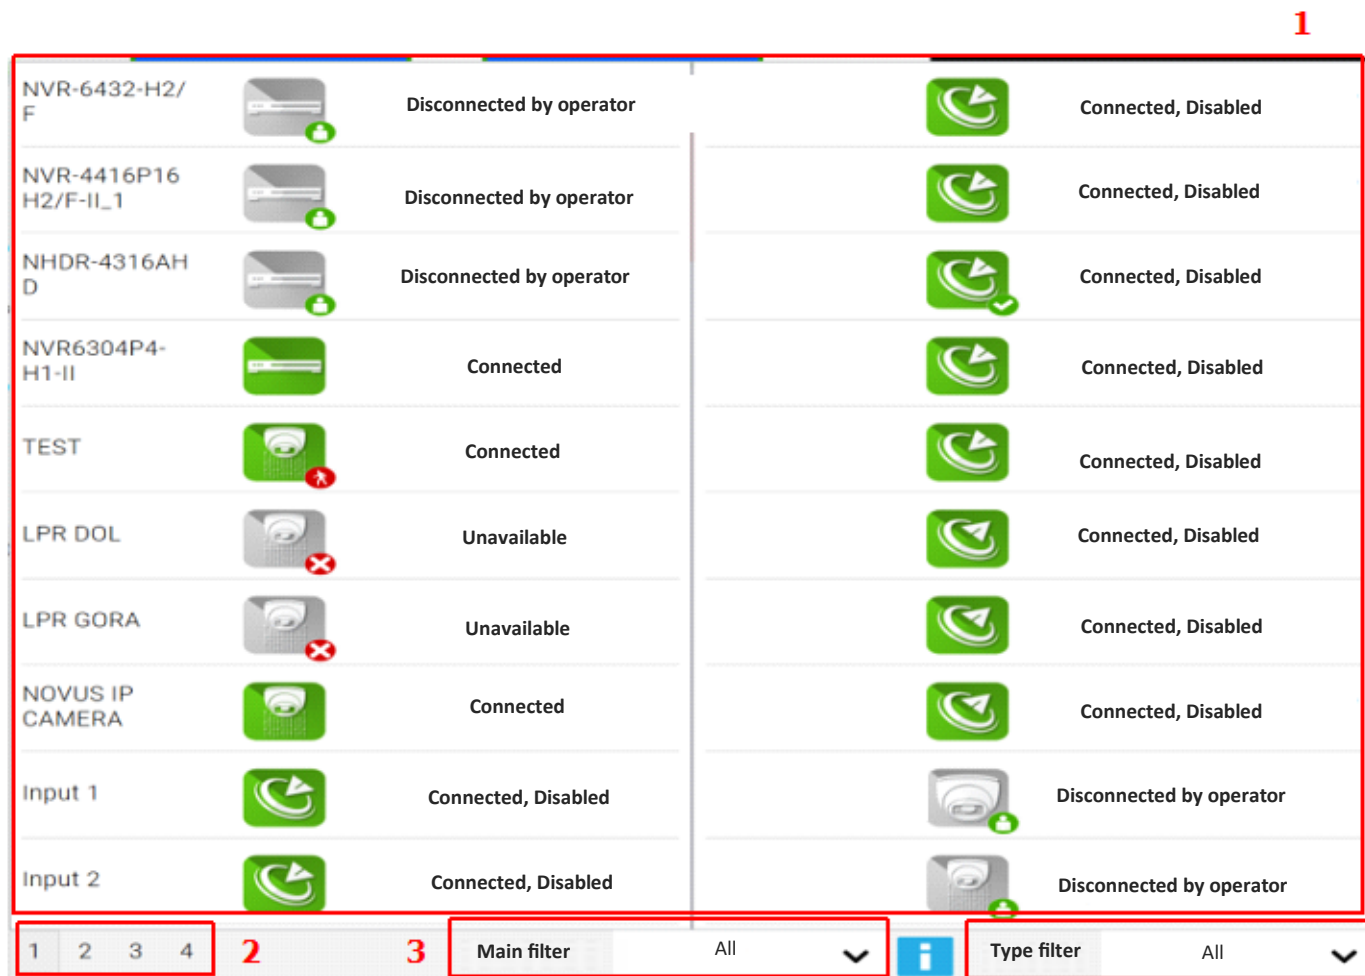 1
NVR-6432-H2/
F
Disconnected by operator
Connected, Disabled
NVR-4416P16
H2/F-II_1
Disconnected by operator
Connected, Disabled
NHDR-4316AH
D
Disconnected by operator
Connected, Disabled
NVR6304P4-
H1-II
Connected
Connected, Disabled
TEST
Connected
Connected, Disabled
LPR DOL
Unavailable
Connected, Disabled
LPR GORA
Unavailable
Connected, Disabled
NOVUS IP
CAMERA
Connected
Connected, Disabled
Input 1
Connected, Disabled
Disconnected by operator
Input 2
Connected, Disabled
Disconnected by operator
1 2 3 4 2 3 Main filter All i Type filter All